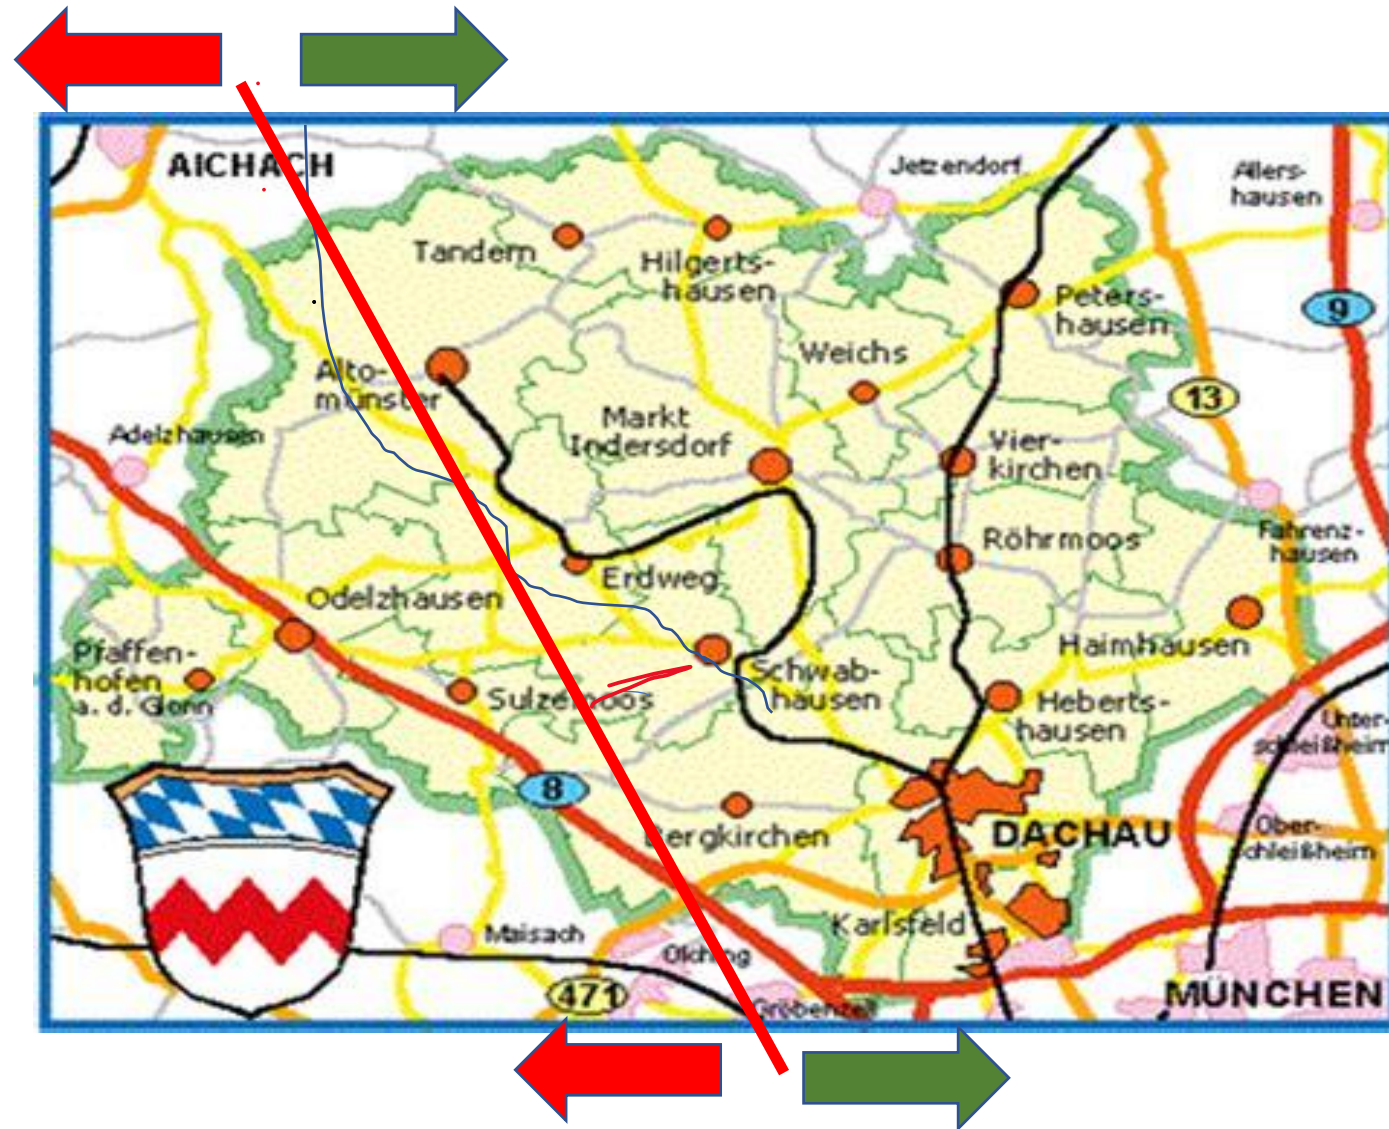 AICHACH
Jetzendorf
Allers-
hausen
Tandern
Hilgerts-
hausen
Peters-
hausen
9
Weichs
Alto-
münster
13
Markt
Indersdorf
Adelzhausen
Vier-
kirchen
Röhrmoos
Fahrenz-
hausen
Erdweg
Odelzhausen
Haimhausen
Pfaffen-
hofen
a. d. Glonn
Schwab-
hausen
Sulzemoos
Heberts-
hausen
Unter-
schleißheim
8
Bergkirchen
DACHAU
Ober-
schleißheim
Karlsfeld
Maisach
Olching
471
Gröbenzell
MÜNCHEN